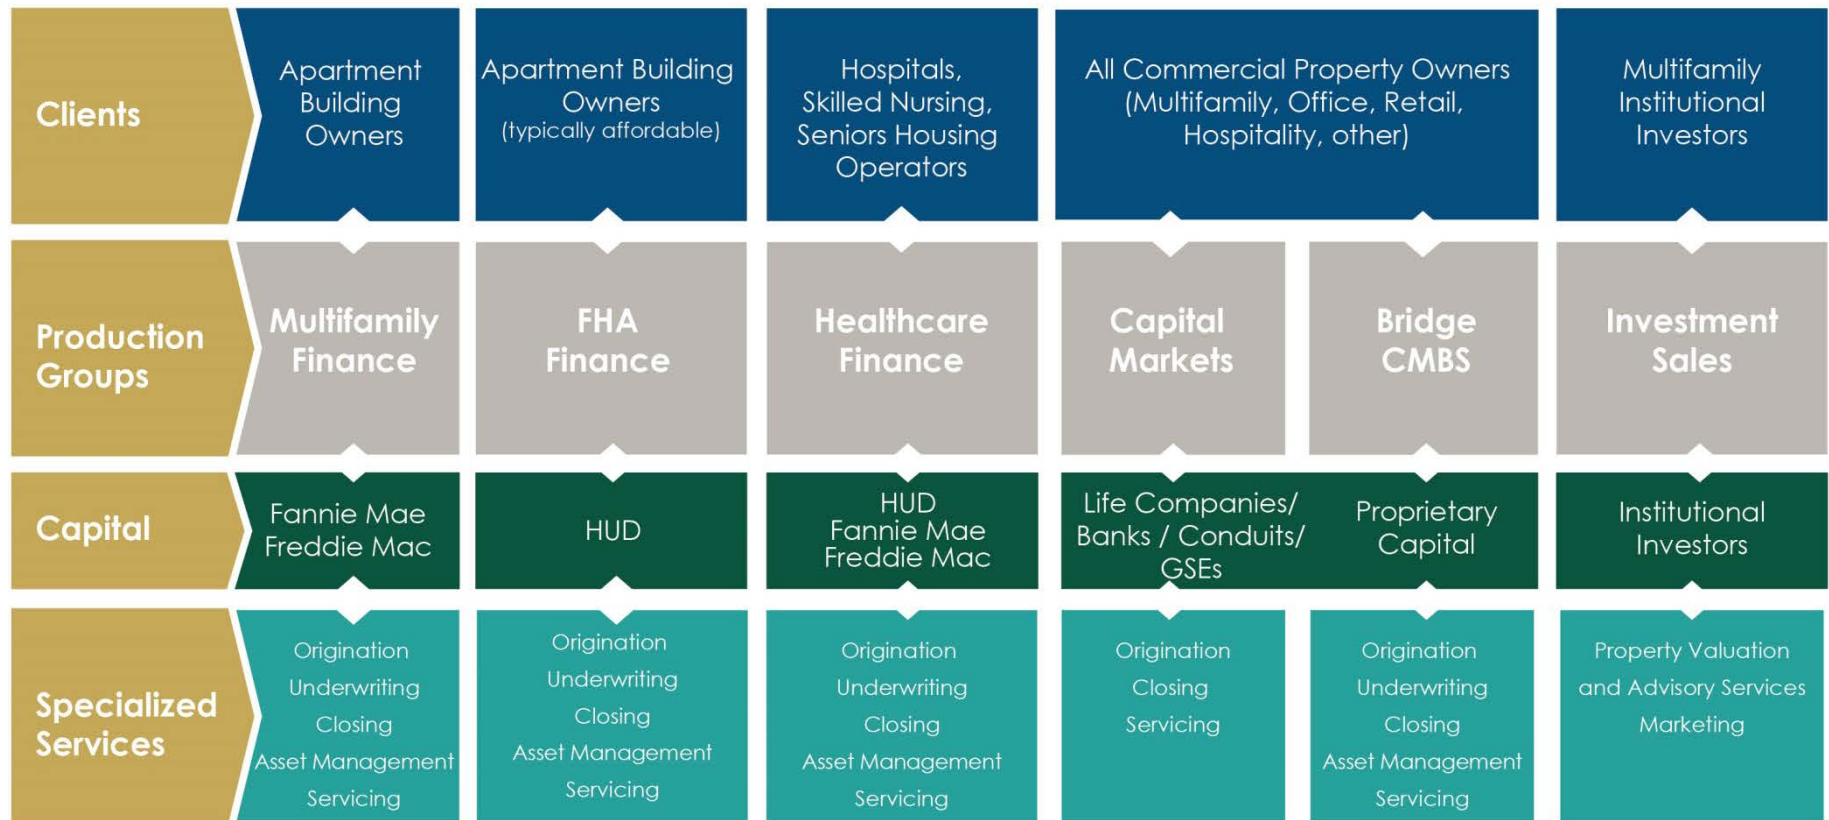 Clients
Apartment
Building
Owners
Apartment Building
Owners
(typically affordable)
Hospitals,
Skilled Nursing,
Seniors Housing
Operators
All Commercial Property Owners
(Multifamily, Office, Retail,
Hospitality, other)
Multifamily
Institutional
Investors
Production
Groups
Multifamily
Finance
FHA
Finance
Healthcare
Finance
Capital
Markets
Bridge
CMBS
Investment
Sales
Capital
Fannie Mae
Freddie Mac
HUD
HUD
Fannie Mae
Freddie Mac
Life Companies/
Banks / Conduits/
GSEs
Proprietary
Capital
Institutional
Investors
Specialized
Services
Origination
Underwriting
Closing
Asset Management
Servicing
Origination
Underwriting
Closing
Asset Management
Servicing
Origination
Underwriting
Closing
Asset Management
Servicing
Origination
Closing
Servicing
Origination
Underwriting
Closing
Asset Management
Servicing
Property Valuation
and Advisory Services
Marketing